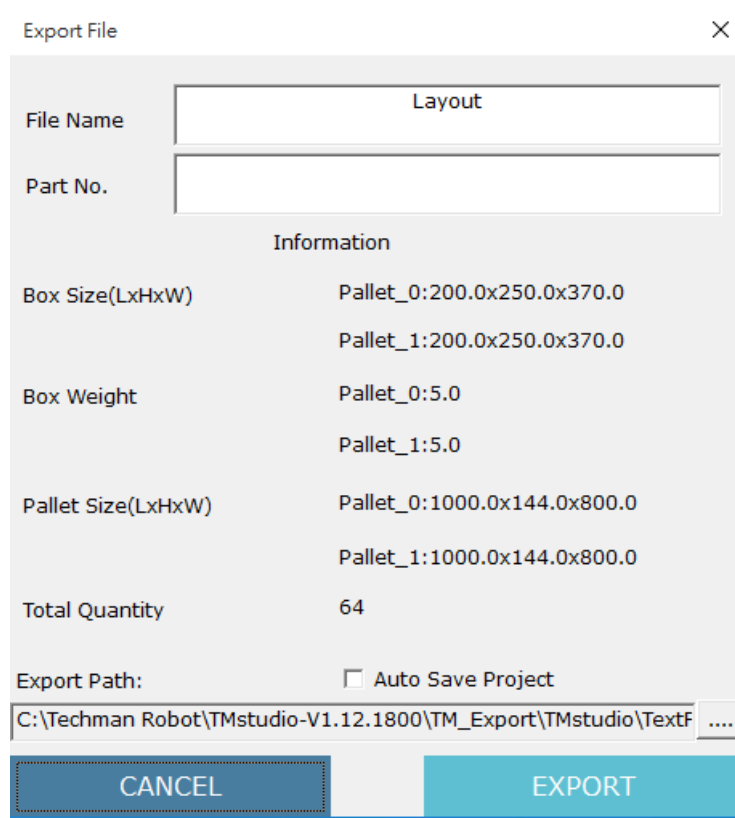 Export File
File Name
Layout
Part No.
Information
Box Size(LxHxW)
Pallet_0:200.0x250.0x370.0
Pallet_1:200.0x250.0x370.0
Box Weight
Pallet_0:5.0
Pallet_1:5.0
Pallet Size(LxHxW)
Pallet_0:1000.0x144.0x800.0
Pallet_1:1000.0x144.0x800.0
Total Quantity
64
Export Path:
Auto Save Project
C:\Techman Robot\TMstudio-V1.12.1800\TM_Export\TMstudio\TextF
....
CANCEL
EXPORT